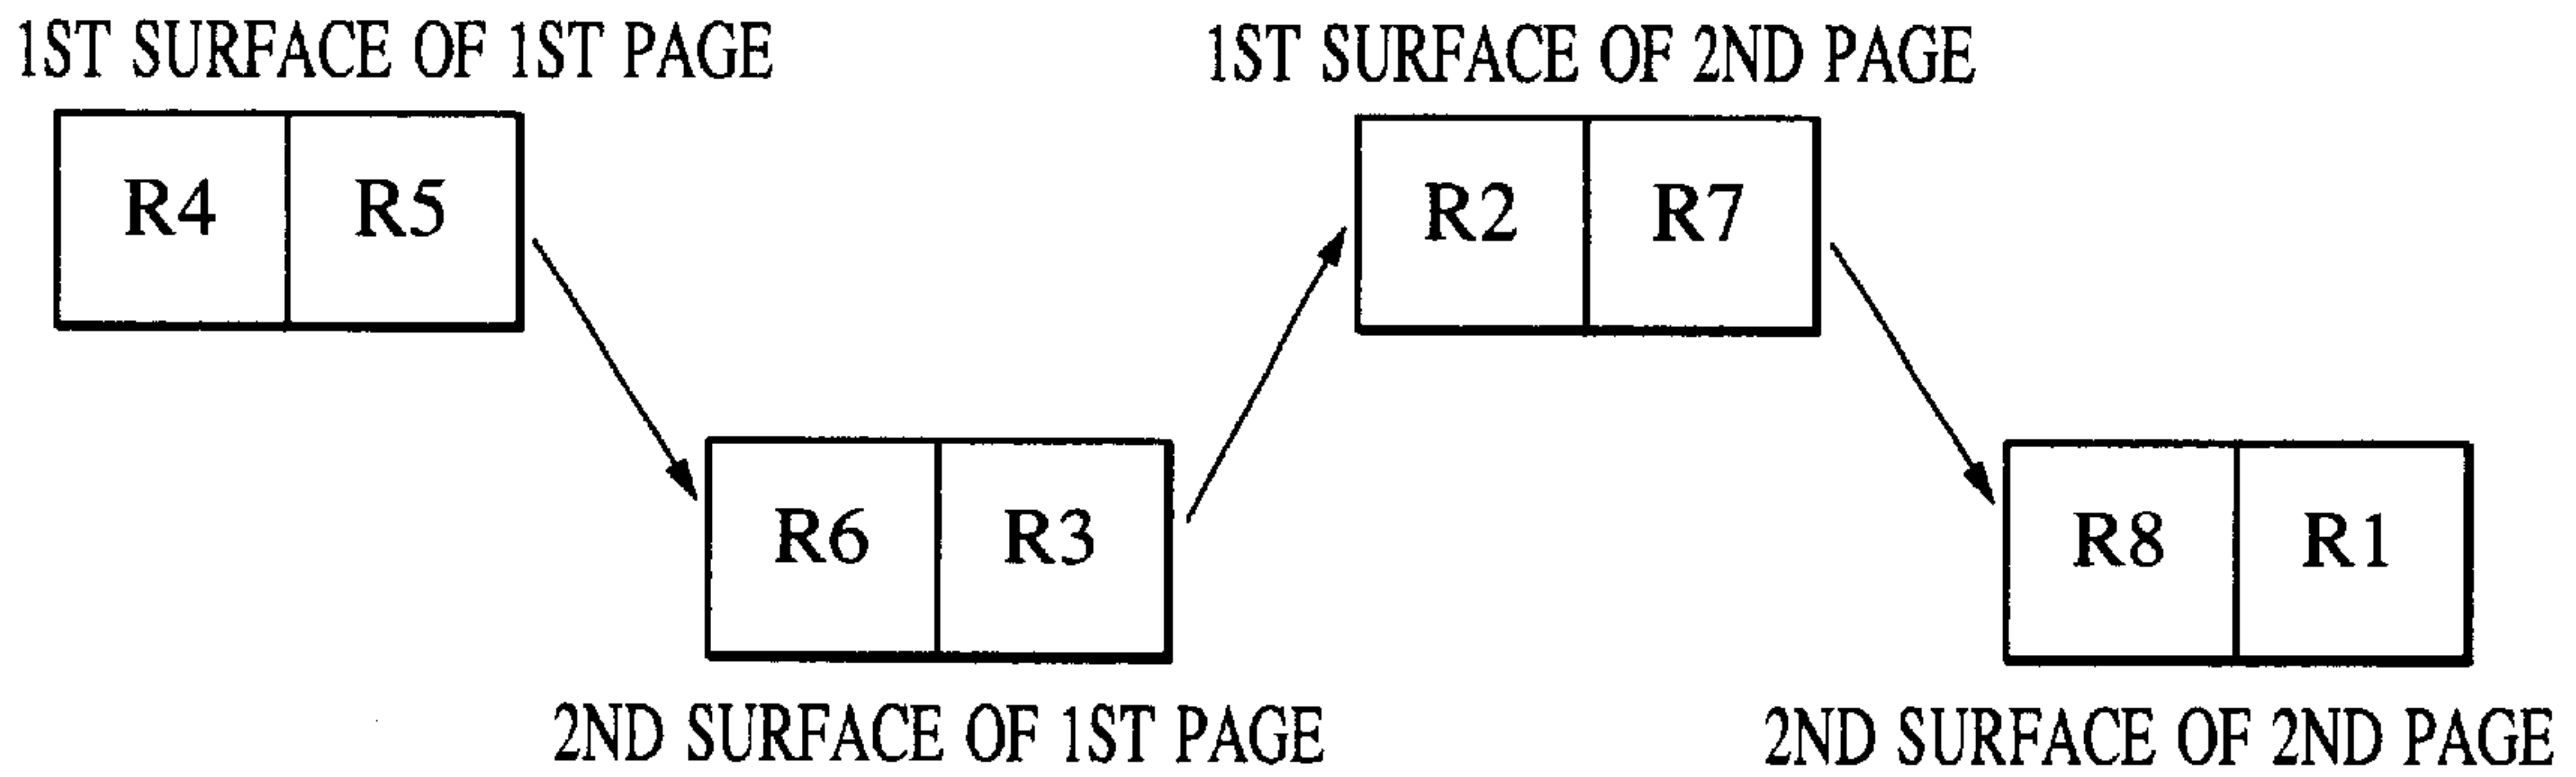 1ST SURFACE OF 1ST PAGE
R4 R5
2ND SURFACE OF 1ST PAGE
R6 R3
1ST SURFACE OF 2ND PAGE
R2 R7
2ND SURFACE OF 2ND PAGE
R8 R1